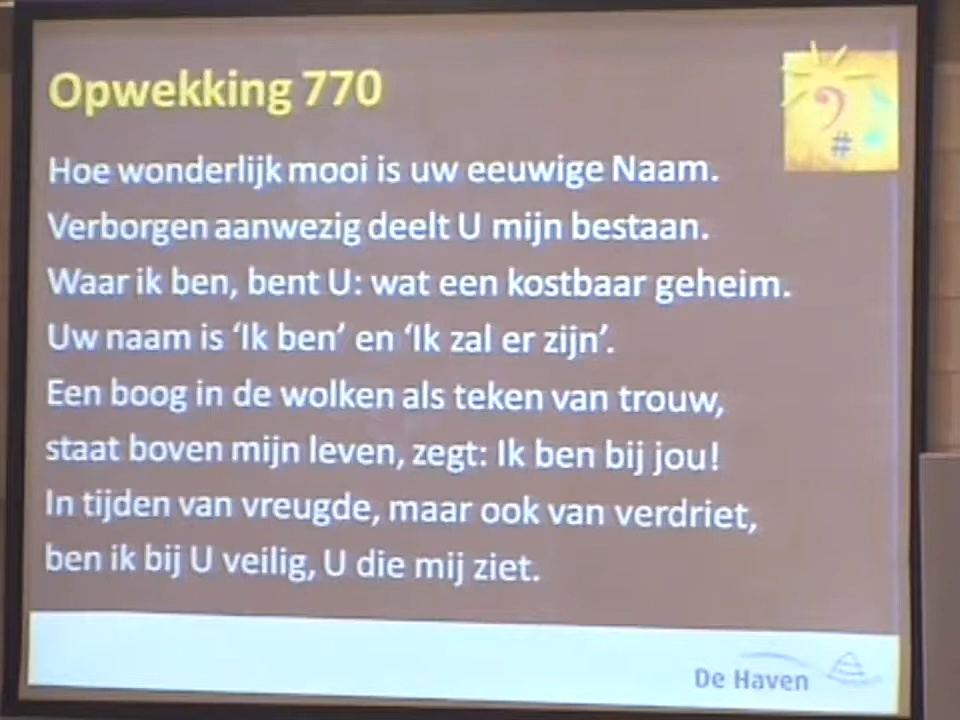 Opwekking 770
Hoe wonderlijk mooi is uw eeuwige Naam.
Verborgen aanwezig deelt U mijn bestaan.
Waar ik ben, bent U: wat een kostbaar geheim.
Uw naam is ‘Ik ben’ en ‘Ik zal er zijn’.
Een boog in de wolken als teken van trouw,
staat boven mijn leven, zegt: Ik ben bij jou!
In tijden van vreugde, maar ook van verdriet,
ben ik bij U veilig, U die mij ziet.
De Haven